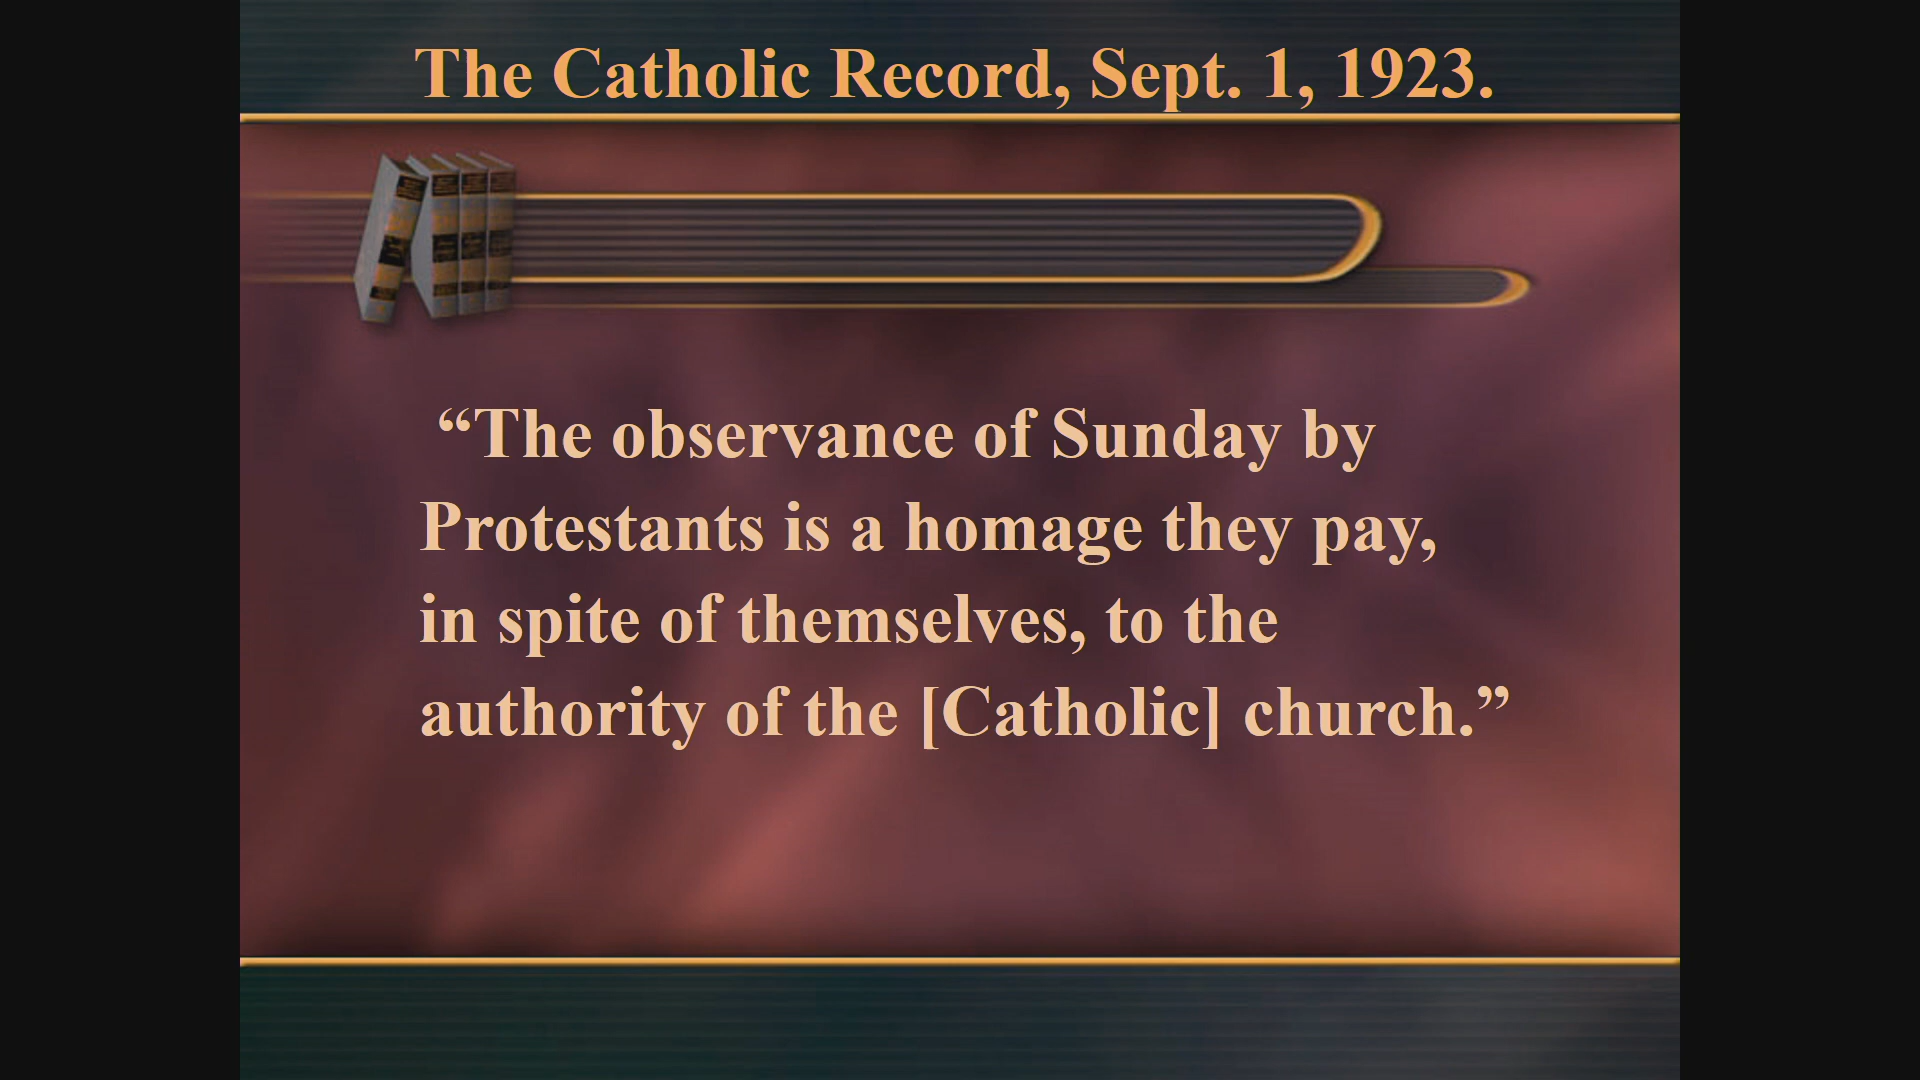 The Catholic Record, Sept. 1, 1923.
“The observance of Sunday by
Protestants is a homage they pay,
in spite of themselves, to the
authority of the [Catholic] church.”